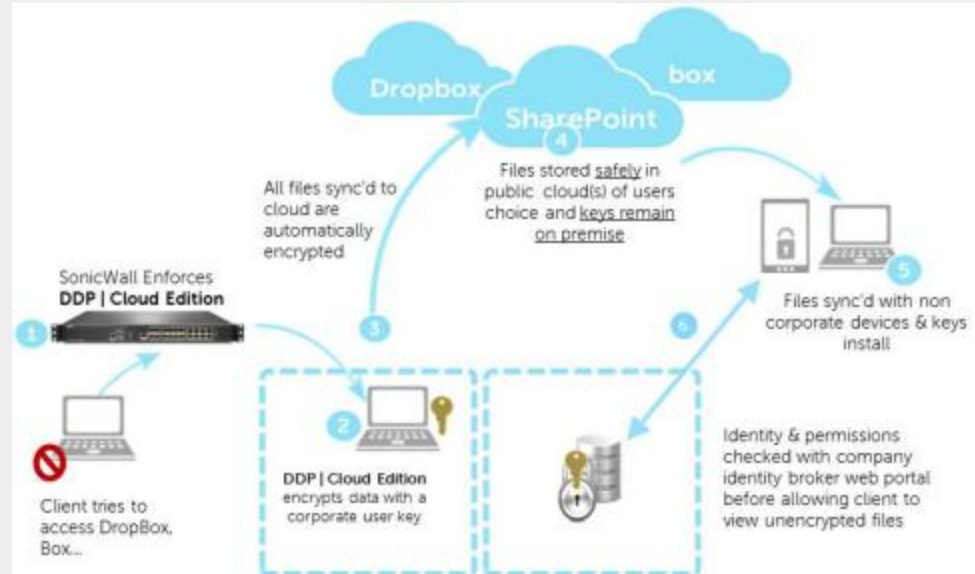 Dropbox
box
SharePoint
4
Files stored safely in
public cloud(s) of users
choice and keys remain
on premise
All files sync'd to
cloud are
automatically
encrypted
SonicWall Enforces
DDP | Cloud Edition
1
3
Client tries to
access DropBox,
Box...
2
DDP | Cloud Edition
encrypts data with a
corporate user key
6
5
Files sync'd with non
corporate devices & keys
install
Identity & permissions
checked with company
identity broker web portal
before allowing client to
view unencrypted files